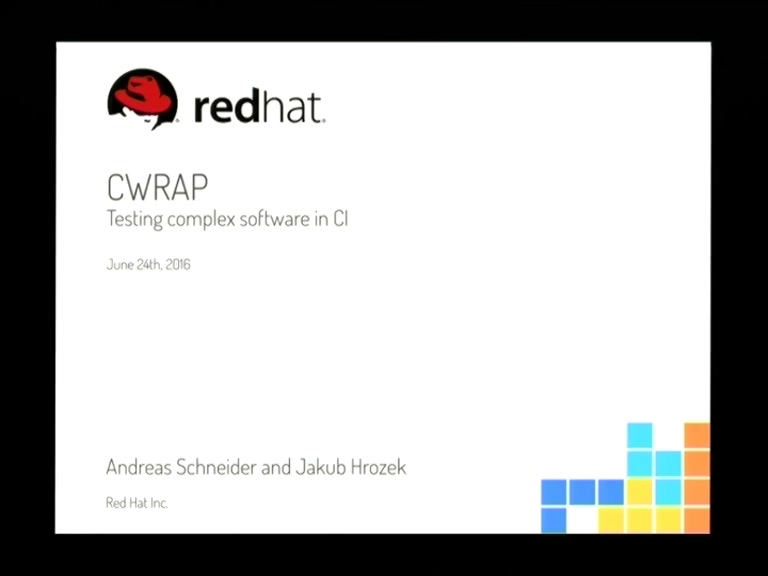 redhat.
CWRAP
Testing complex software in CI
June 24th, 2016
Andreas Schneider and Jakub Hrozek
Red Hat Inc.